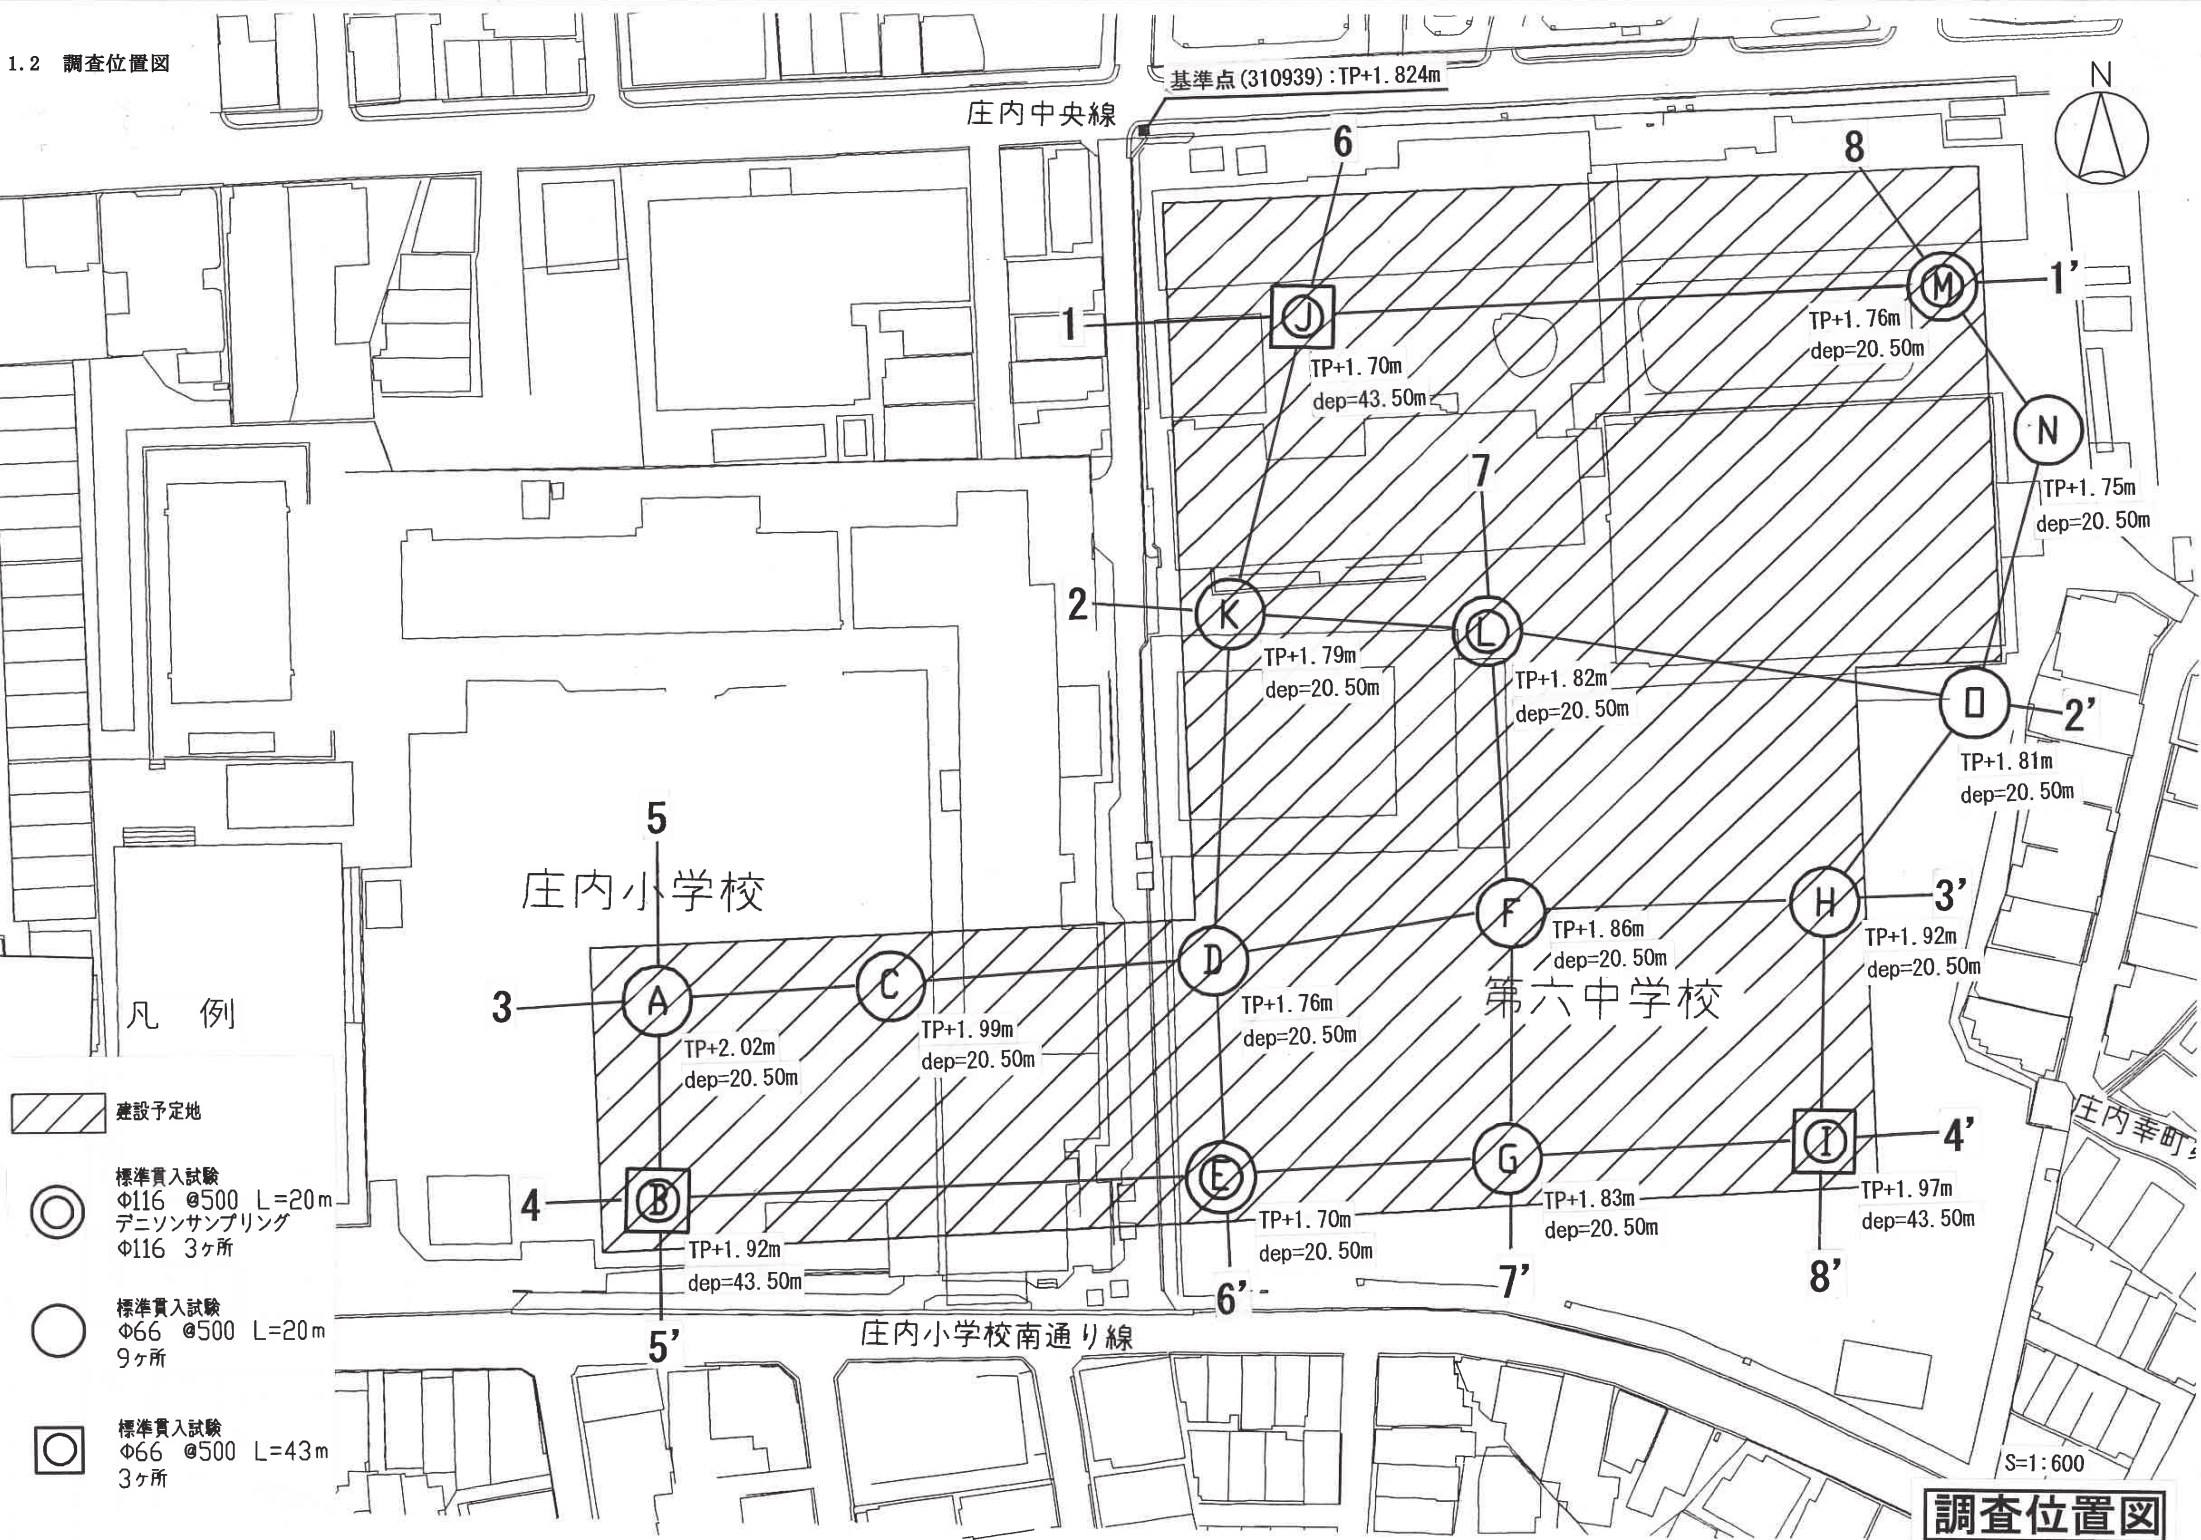 1.2 調査位置図
基準点(310939):TP+1.824m
庄内中央線
N
6
8
1
J
M
1'
TP+1.76m
dep=20.50m
TP+1.70m
dep=43.50m
N
7
TP+1.75m
dep=20.50m
2
K
L
TP+1.79m
dep=20.50m
TP+1.82m
dep=20.50m
O
2'
TP+1.81m
dep=20.50m
5
庄内小学校
F
H
3'
TP+1.86m
dep=20.50m
TP+1.92m
dep=20.50m
第六中学校
3
A
C
D
TP+2.02m
dep=20.50m
TP+1.99m
dep=20.50m
TP+1.76m
dep=20.50m
4
B
E
G
I
4'
TP+1.92m
dep=43.50m
TP+1.70m
dep=20.50m
TP+1.83m
dep=20.50m
TP+1.97m
dep=43.50m
5'
6'
7'
8'
庄内幸町
庄内小学校南通り線
凡 例
建設予定地
標準貫入試験
Φ116 @500 L=20m
デニソンサンプリング
Φ116 3ヶ所
標準貫入試験
Φ66 @500 L=20m
9ヶ所
標準貫入試験
Φ66 @500 L=43m
3ヶ所
S=1:600
調査位置図